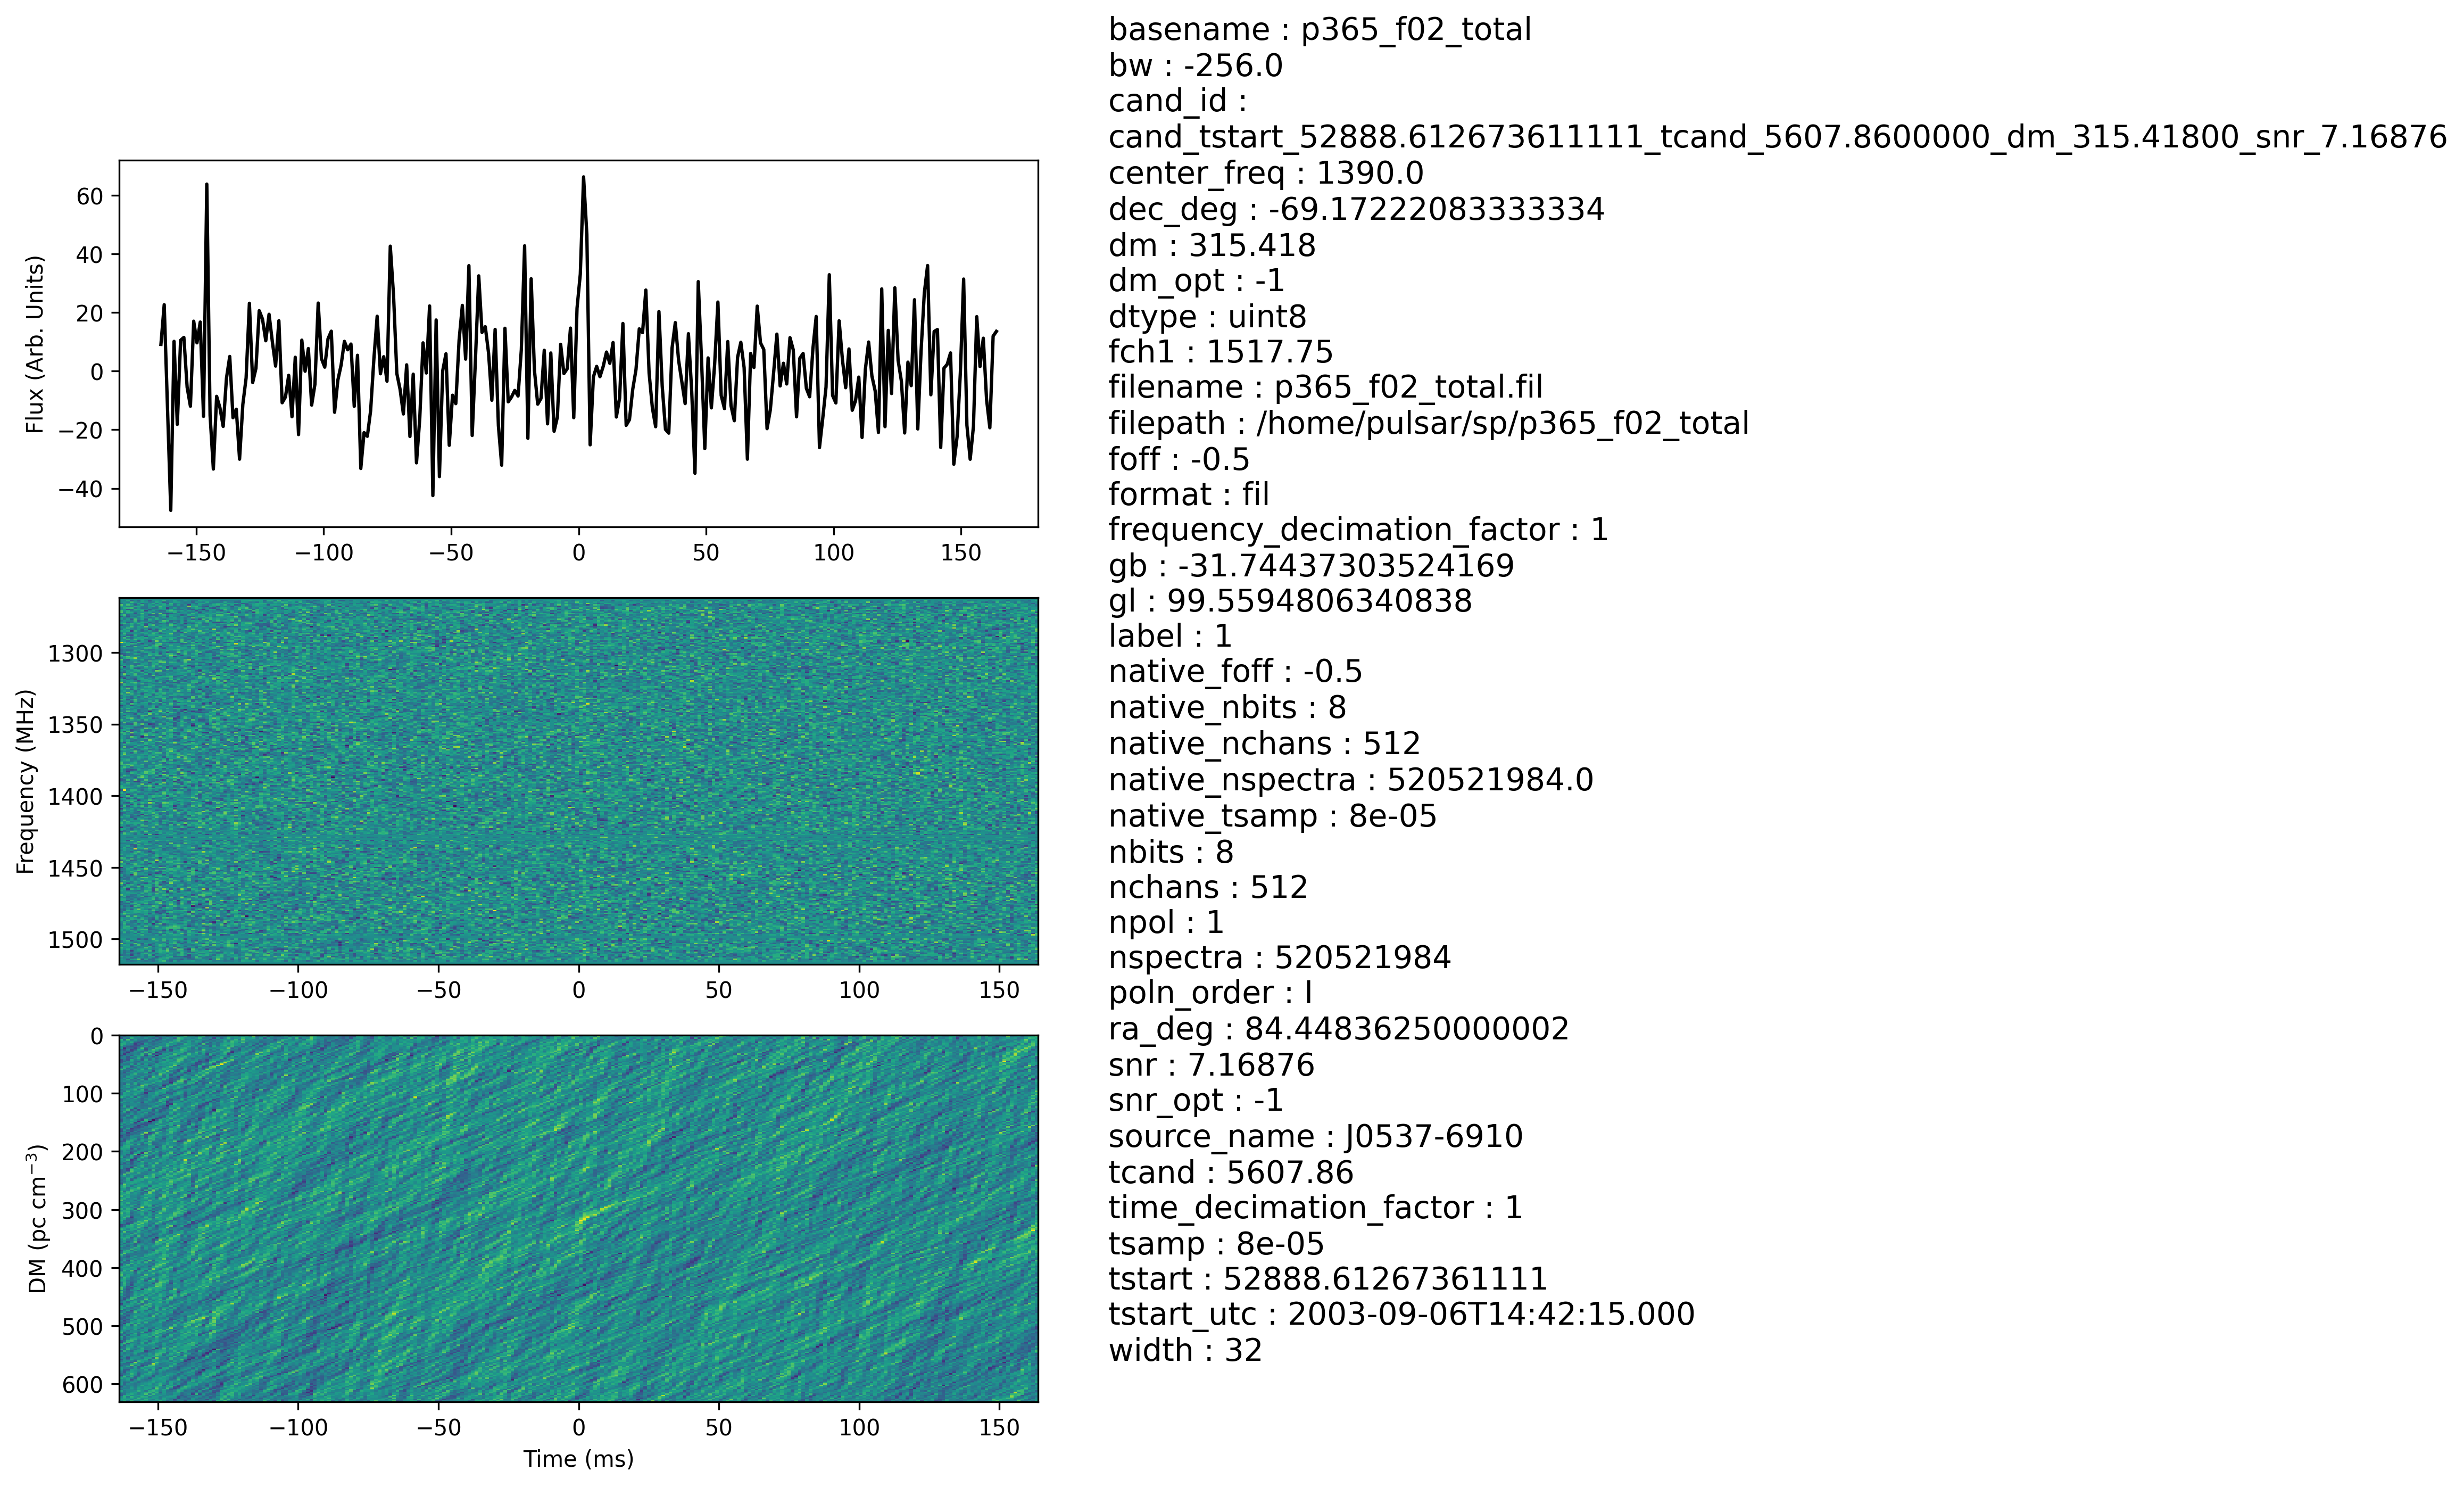 basename : p365_f02_total
bw : -256.0
cand_id :
cand_tstart_52888.612673611111_tcand_5607.8600000_dm_315.41800_snr_7.16876
center_freq : 1390.0
dec_deg : -69.17222083333334
dm : 315.418
dm_opt : -1
dtype : uint8
fch1 : 1517.75
filename : p365_f02_total.fil
filepath : /home/pulsar/sp/p365_f02_total
foff : -0.5
format : fil
frequency_decimation_factor : 1
gb : -31.74437303524169
gl : 99.5594806340838
label : 1
native_foff : -0.5
native_nbits : 8
native_nchans : 512
native_nspectra : 520521984.0
native_tsamp : 8e-05
nbits : 8
nchans : 512
npol : 1
nspectra : 520521984
poln_order : I
ra_deg : 84.44836250000002
snr : 7.16876
snr_opt : -1
source_name : J0537-6910
tcand : 5607.86
time_decimation_factor : 1
tsamp : 8e-05
tstart : 52888.61267361111
tstart_utc : 2003-09-06T14:42:15.000
width : 32
Flux (Arb. Units)
60
40
20
0
−20
−40
−150 −100 −50 0 50 100 150
Frequency (MHz)
1300
1350
1400
1450
1500
−150 −100 −50 0 50 100 150
DM (pc cm⁻³)
0
100
200
300
400
500
600
−150 −100 −50 0 50 100 150
Time (ms)